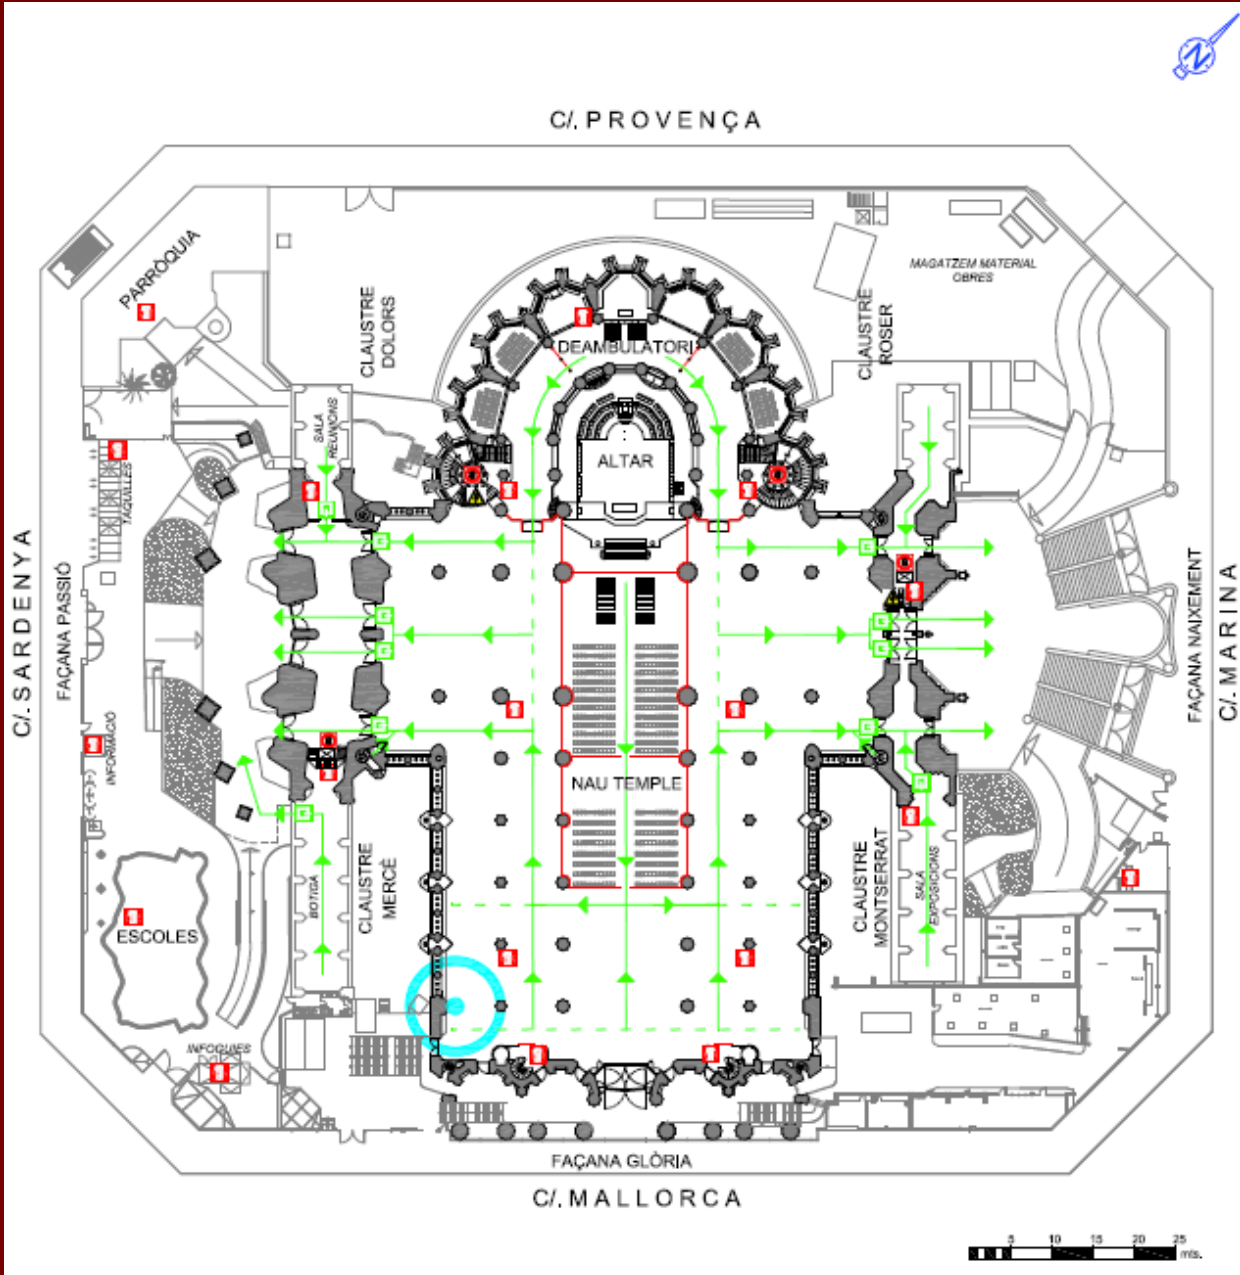 N
C/. PROVENÇA
PARRÒQUIA
CLAUSTRE
DOLORS
DEAMBULATORI
CLAUSTRE
ROSER
MAGATZEM MATERIAL
OBRES
SALA
REUNIONS
ALTAR
TAQUILLES
C/. SARDENYA
FAÇANA PASSIÓ
INFORMACIÓ
FAÇANA NAIXEMENT
C/. MARINA
NAU TEMPLE
BOTIGA
CLAUSTRE
MERCÈ
CLAUSTRE
MONTSERRAT
SALA
EXPOSICIONS
ESCOLES
INFOGUIES
FAÇANA GLÒRIA
C/. MALLORCA
5 10 15 20 25
mts.